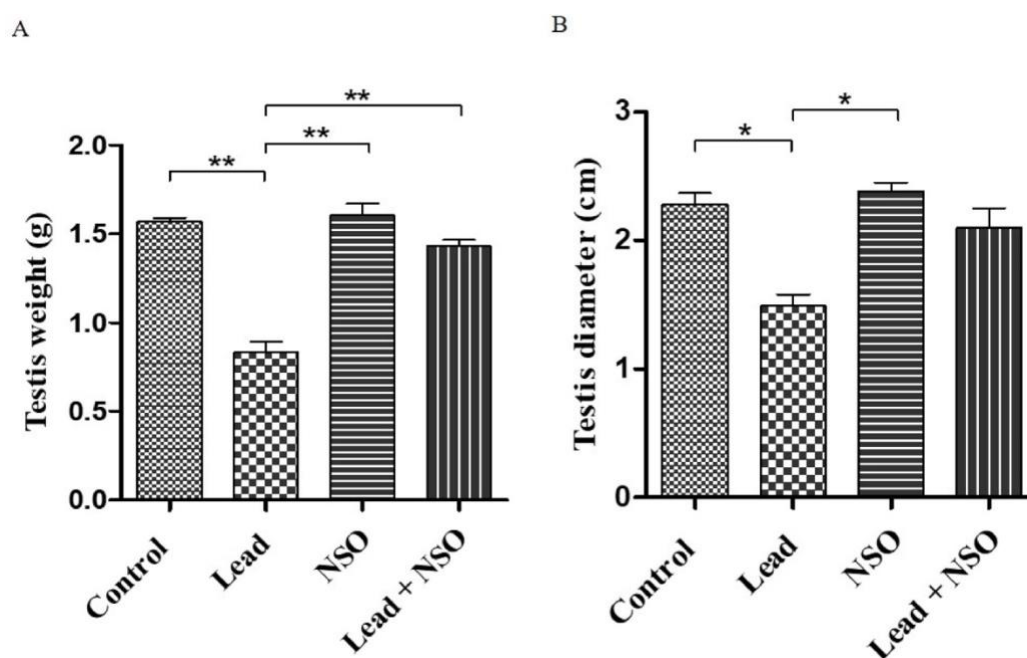 A
Testis weight (g)
2.0
1.5
1.0
0.5
0.0
**
**
**
Control
Lead
NSO
Lead + NSO
B
Testis diameter (cm)
3
2
1
0
*
*
Control
Lead
NSO
Lead + NSO